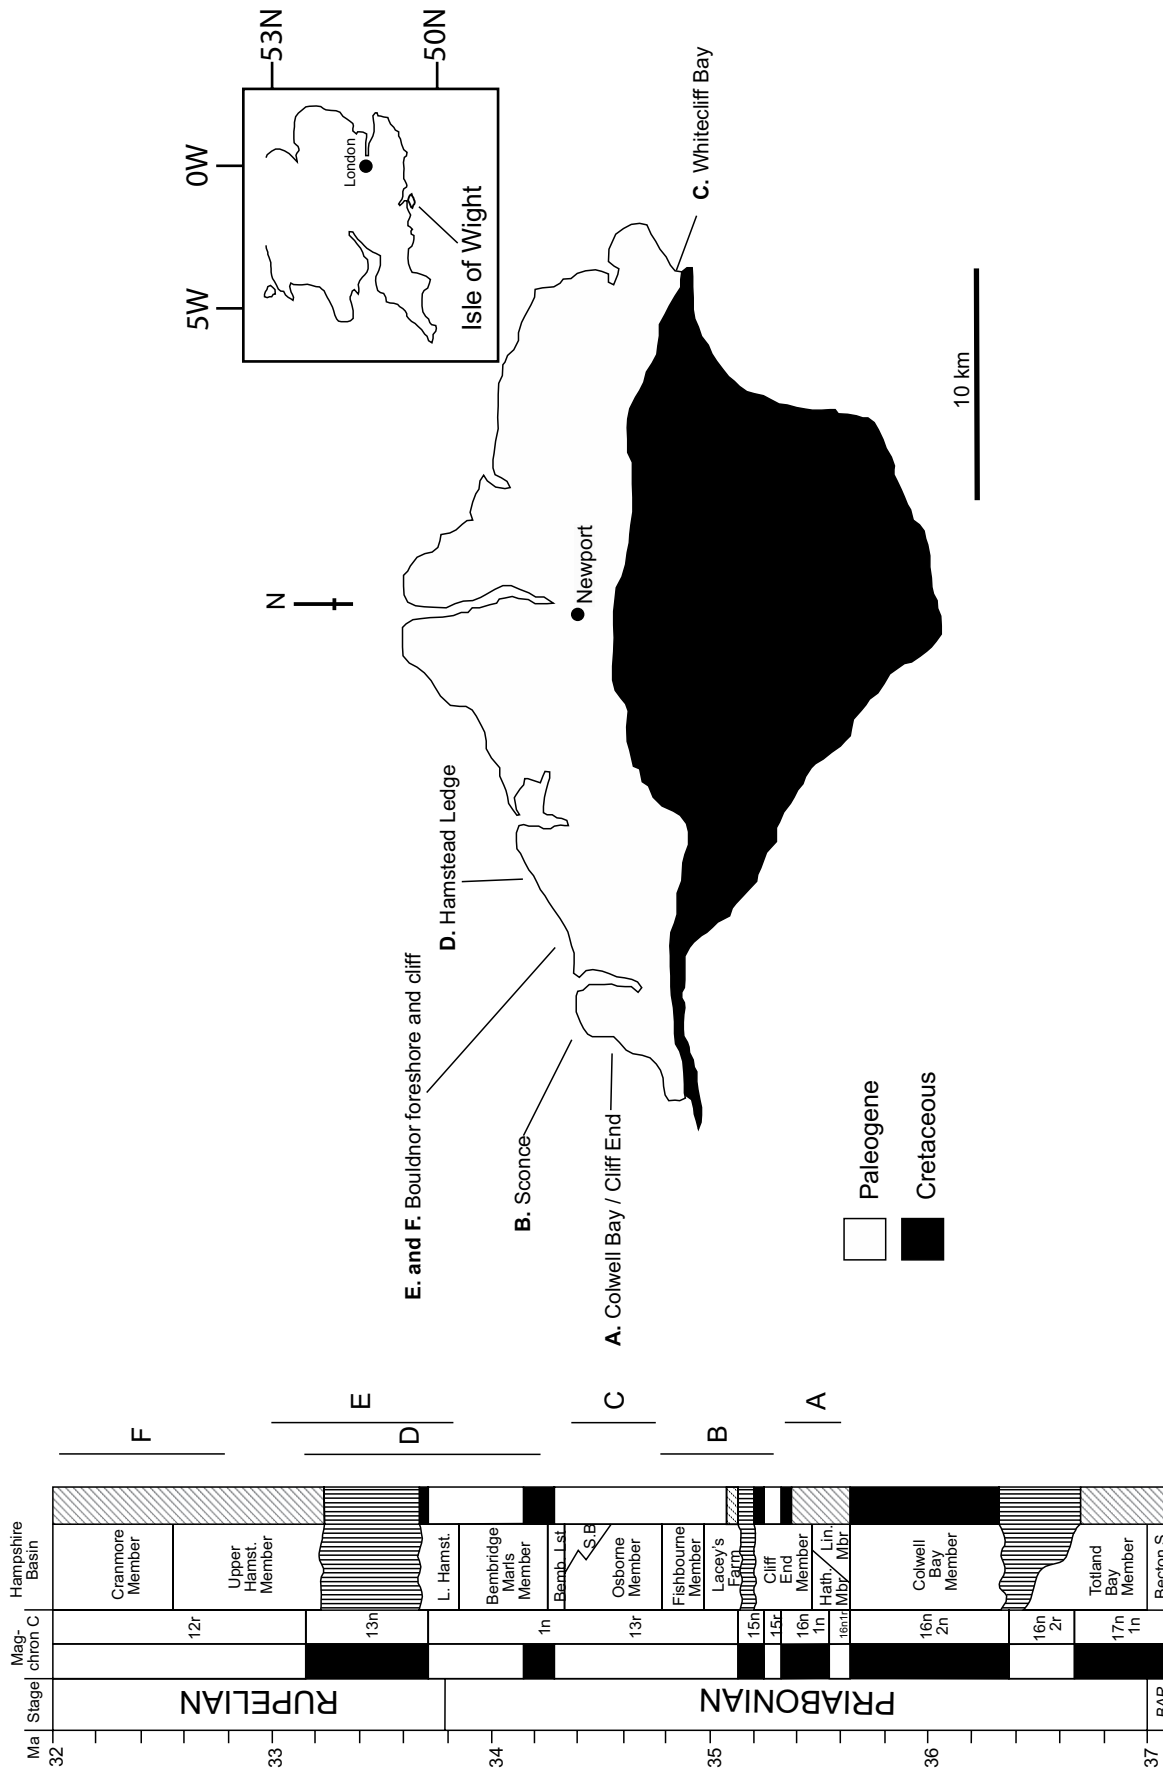 53N
50N
0W
5W
London
Isle of Wight
C. Whitecliff Bay
N
Newport
10 km
D. Hamstead Ledge
E. and F. Bouldnor foreshore and cliff
B. Sconce
A. Colwell Bay / Cliff End
Paleogene
Cretaceous
Ma
Stage
Mag-
chron C
Hampshire
Basin
32
33
34
35
36
37
RUPELIAN
PRIABONIAN
BAR
12r
13n
1n
13r
15n
15r
16n
1n
16n1r
16n
2n
16n
2r
17n
1n
Cranmore
Member
Upper
Hamst.
Member
L. Hamst.
Bembridge
Marls
Member
Bemb Lst.
S.B
Osborne
Member
Fishbourne
Member
Lacey's
Farm
Cliff
End
Member
Hath.
Mbr
Lin.
Mbr
Colwell
Bay
Member
Totland
Bay
Member
Becton S
F
E
D
C
B
A